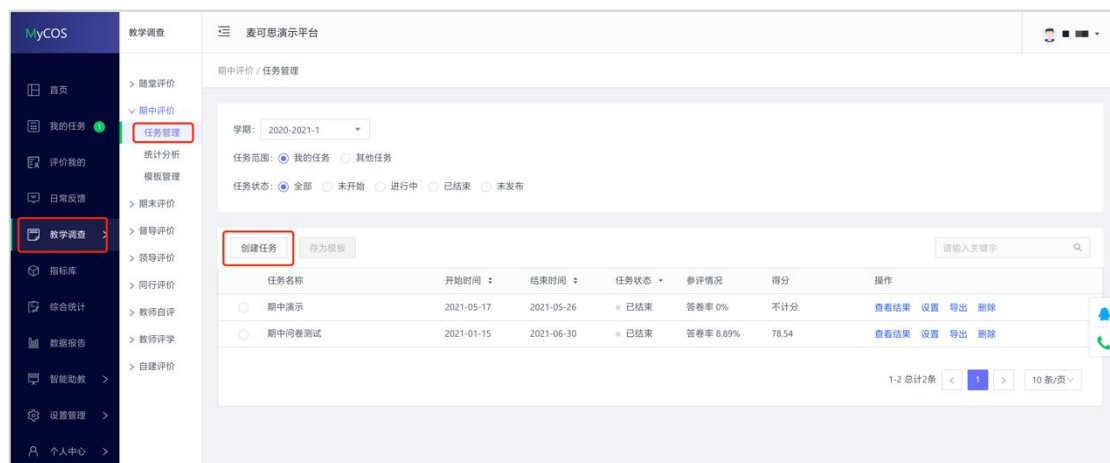 MyCOS
首页
我的任务 1
评价我的
日常反馈
教学调查 >
指标库
综合统计
数据报告
智能助教 >
设置管理 >
个人中心 >
教学调查
> 随堂评价
∨ 期中评价
任务管理
统计分析
模板管理
> 期末评价
> 督导评价
> 领导评价
> 同行评价
> 教师自评
> 教师评学
> 自建评价
麦可思演示平台
期中评价 / 任务管理
学期: 2020-2021-1
任务范围: 我的任务 其他任务
任务状态: 全部 未开始 进行中 已结束 未发布
创建任务 存为模板 请输入关键字
任务名称 开始时间 结束时间 任务状态 参评情况 得分 操作
期中演示 2021-05-17 2021-05-26 已结束 答卷率 0% 不计分 查看结果 设置 导出 删除
期中问卷测试 2021-01-15 2021-06-30 已结束 答卷率 8.89% 78.54 查看结果 设置 导出 删除
1-2 总计2条 < 1 > 10 条/页